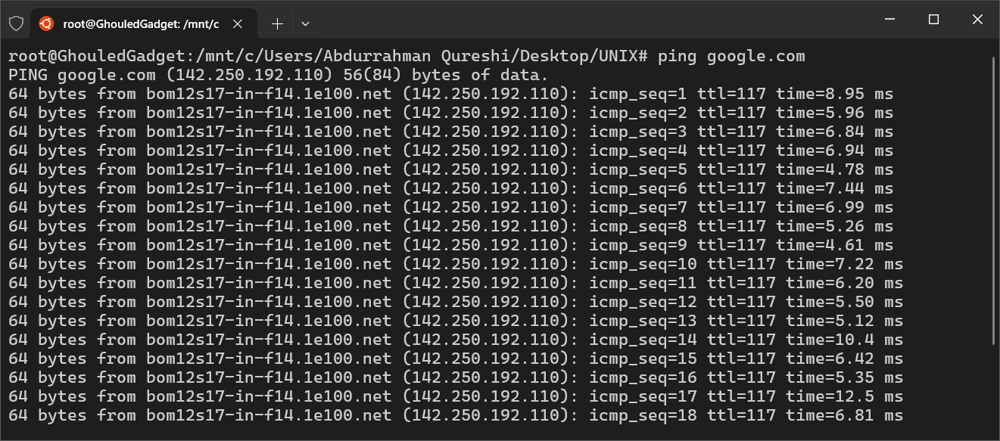 root@GhouledGadget: /mnt/c
root@GhouledGadget:/mnt/c/Users/Abdurrahman Qureshi/Desktop/UNIX# ping google.com
PING google.com (142.250.192.110) 56(84) bytes of data.
64 bytes from bom12s17-in-f14.1e100.net (142.250.192.110): icmp_seq=1 ttl=117 time=8.95 ms
64 bytes from bom12s17-in-f14.1e100.net (142.250.192.110): icmp_seq=2 ttl=117 time=5.96 ms
64 bytes from bom12s17-in-f14.1e100.net (142.250.192.110): icmp_seq=3 ttl=117 time=6.84 ms
64 bytes from bom12s17-in-f14.1e100.net (142.250.192.110): icmp_seq=4 ttl=117 time=6.94 ms
64 bytes from bom12s17-in-f14.1e100.net (142.250.192.110): icmp_seq=5 ttl=117 time=4.78 ms
64 bytes from bom12s17-in-f14.1e100.net (142.250.192.110): icmp_seq=6 ttl=117 time=7.44 ms
64 bytes from bom12s17-in-f14.1e100.net (142.250.192.110): icmp_seq=7 ttl=117 time=6.99 ms
64 bytes from bom12s17-in-f14.1e100.net (142.250.192.110): icmp_seq=8 ttl=117 time=5.26 ms
64 bytes from bom12s17-in-f14.1e100.net (142.250.192.110): icmp_seq=9 ttl=117 time=4.61 ms
64 bytes from bom12s17-in-f14.1e100.net (142.250.192.110): icmp_seq=10 ttl=117 time=7.22 ms
64 bytes from bom12s17-in-f14.1e100.net (142.250.192.110): icmp_seq=11 ttl=117 time=6.20 ms
64 bytes from bom12s17-in-f14.1e100.net (142.250.192.110): icmp_seq=12 ttl=117 time=5.50 ms
64 bytes from bom12s17-in-f14.1e100.net (142.250.192.110): icmp_seq=13 ttl=117 time=5.12 ms
64 bytes from bom12s17-in-f14.1e100.net (142.250.192.110): icmp_seq=14 ttl=117 time=10.4 ms
64 bytes from bom12s17-in-f14.1e100.net (142.250.192.110): icmp_seq=15 ttl=117 time=6.42 ms
64 bytes from bom12s17-in-f14.1e100.net (142.250.192.110): icmp_seq=16 ttl=117 time=5.35 ms
64 bytes from bom12s17-in-f14.1e100.net (142.250.192.110): icmp_seq=17 ttl=117 time=12.5 ms
64 bytes from bom12s17-in-f14.1e100.net (142.250.192.110): icmp_seq=18 ttl=117 time=6.81 ms